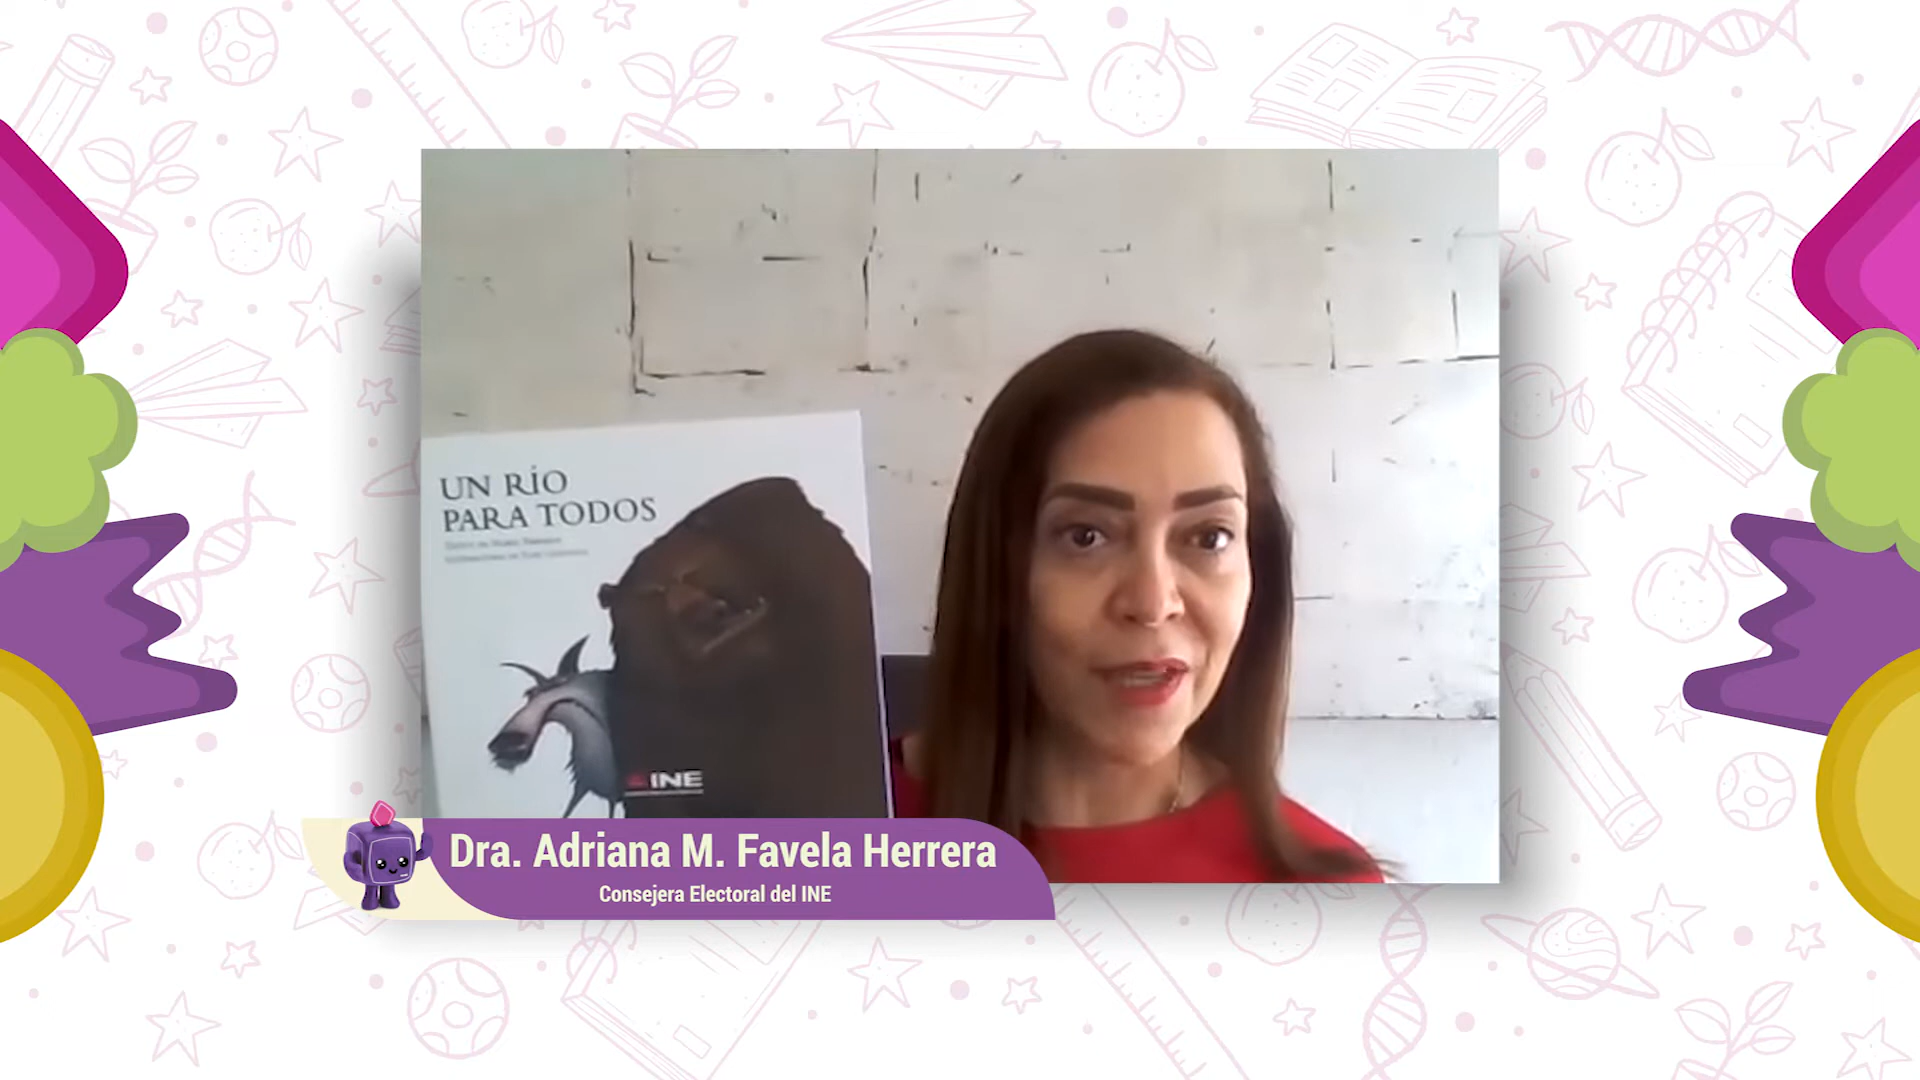 UN RÍO
PARA TODOS
INE
Dra. Adriana M. Favela Herrera
Consejera Electoral del INE